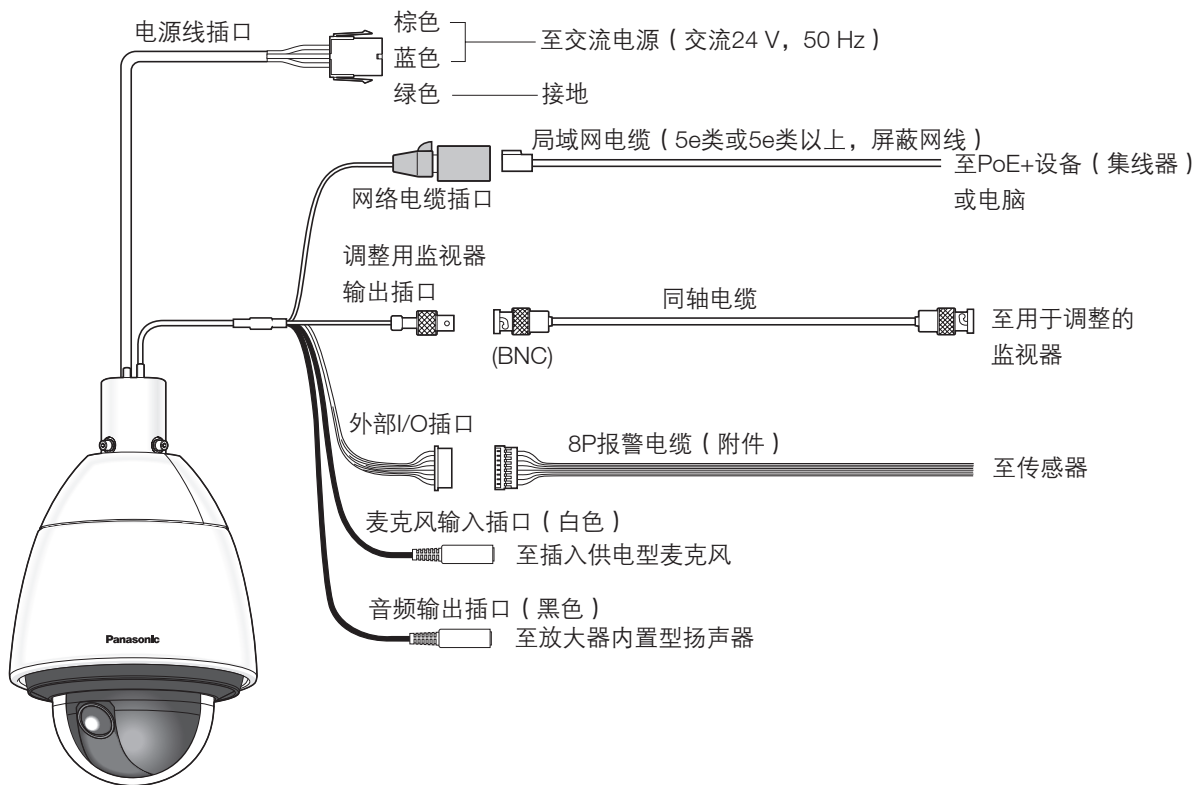 电源线插口
棕色
蓝色
至交流电源（交流24 V，50 Hz）
绿色
接地
局域网电缆（5e类或5e类以上，屏蔽网线）
至PoE+设备（集线器）
或电脑
网络电缆插口
调整用监视器
输出插口
同轴电缆
(BNC)
至用于调整的
监视器
外部I/O插口
8P报警电缆（附件）
至传感器
麦克风输入插口（白色）
至插入供电型麦克风
音频输出插口（黑色）
至放大器内置型扬声器
Panasonic